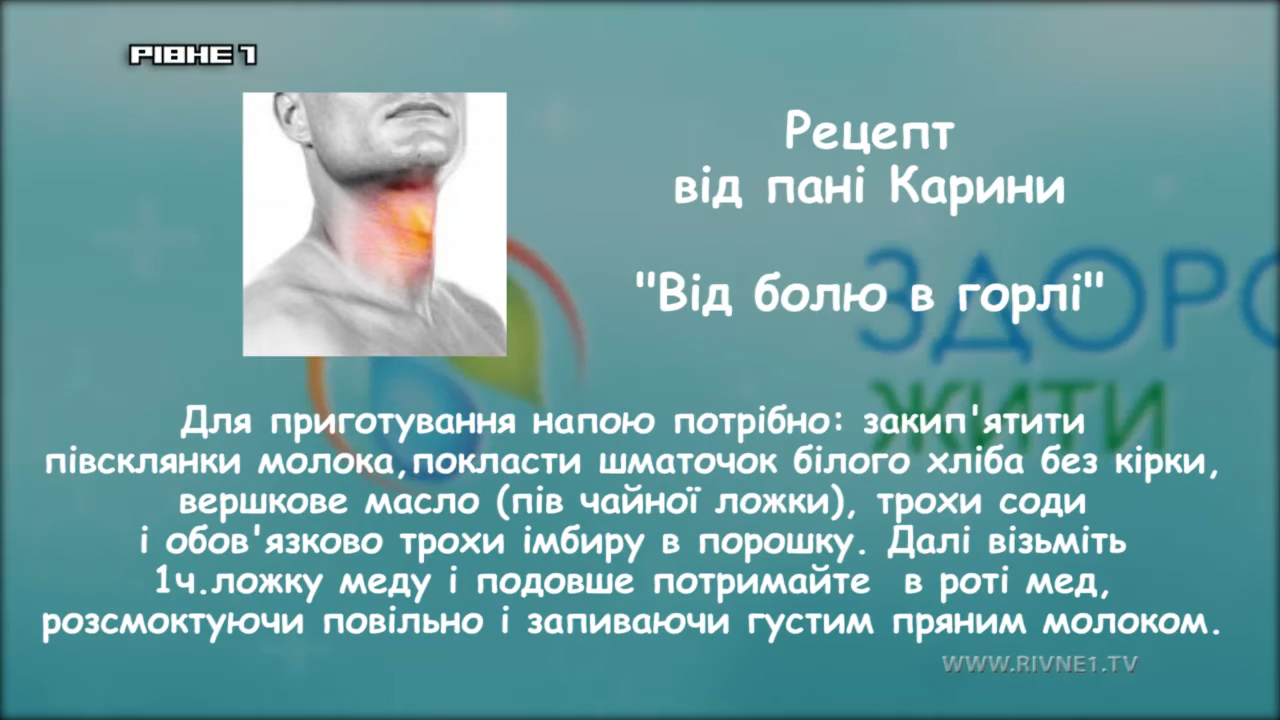 РІВНЕ 1
Рецепт
від пані Карини
"Від болю в горлі"
ЗДОРО
ЖИТИ
Для приготування напою потрібно: закип'ятити
півсклянки молока,покласти шматочок білого хліба без кірки,
вершкове масло (пів чайної ложки), трохи соди
і обов'язково трохи імбиру в порошку. Далі візьміть
1ч.ложку меду і подовше потримайте в роті мед,
розсмоктуючи повільно і запиваючи густим пряним молоком.
WWW.RIVNE1.TV